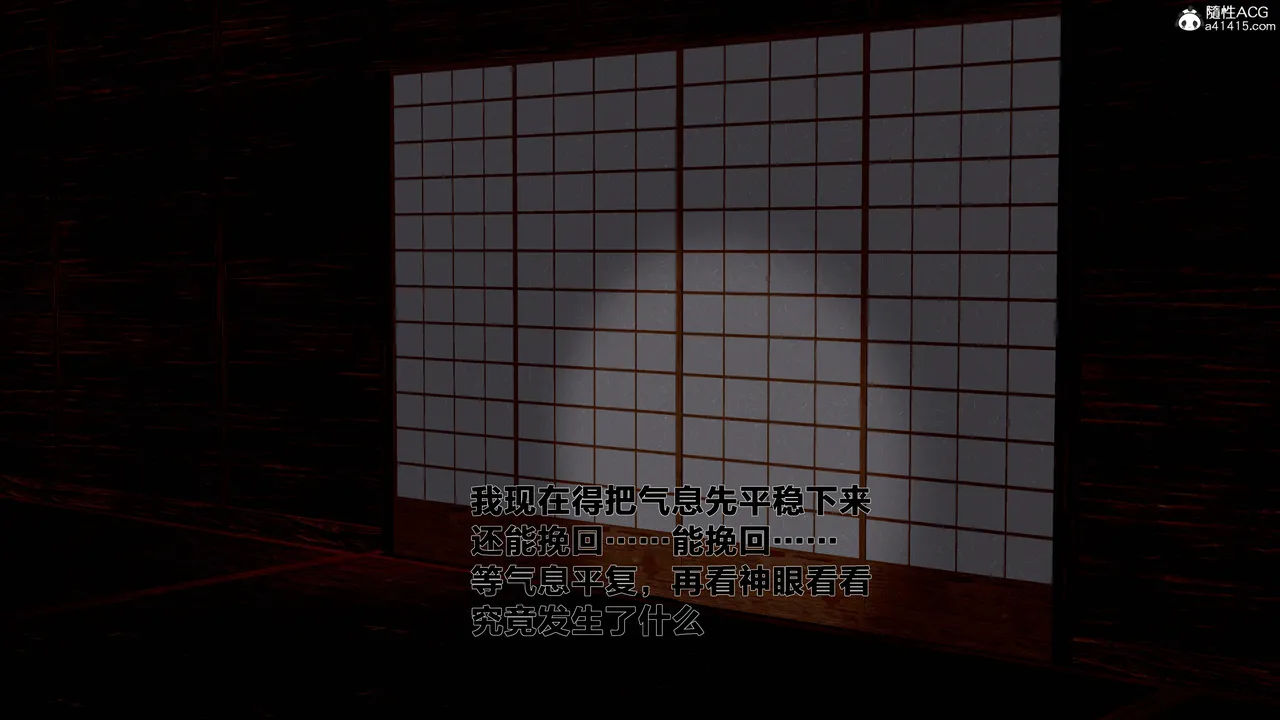 隨性ACG
a41415.com
我现在得把气息先平稳下来
还能挽回……能挽回……
等气息平复，再看神眼看看
究竟发生了什么